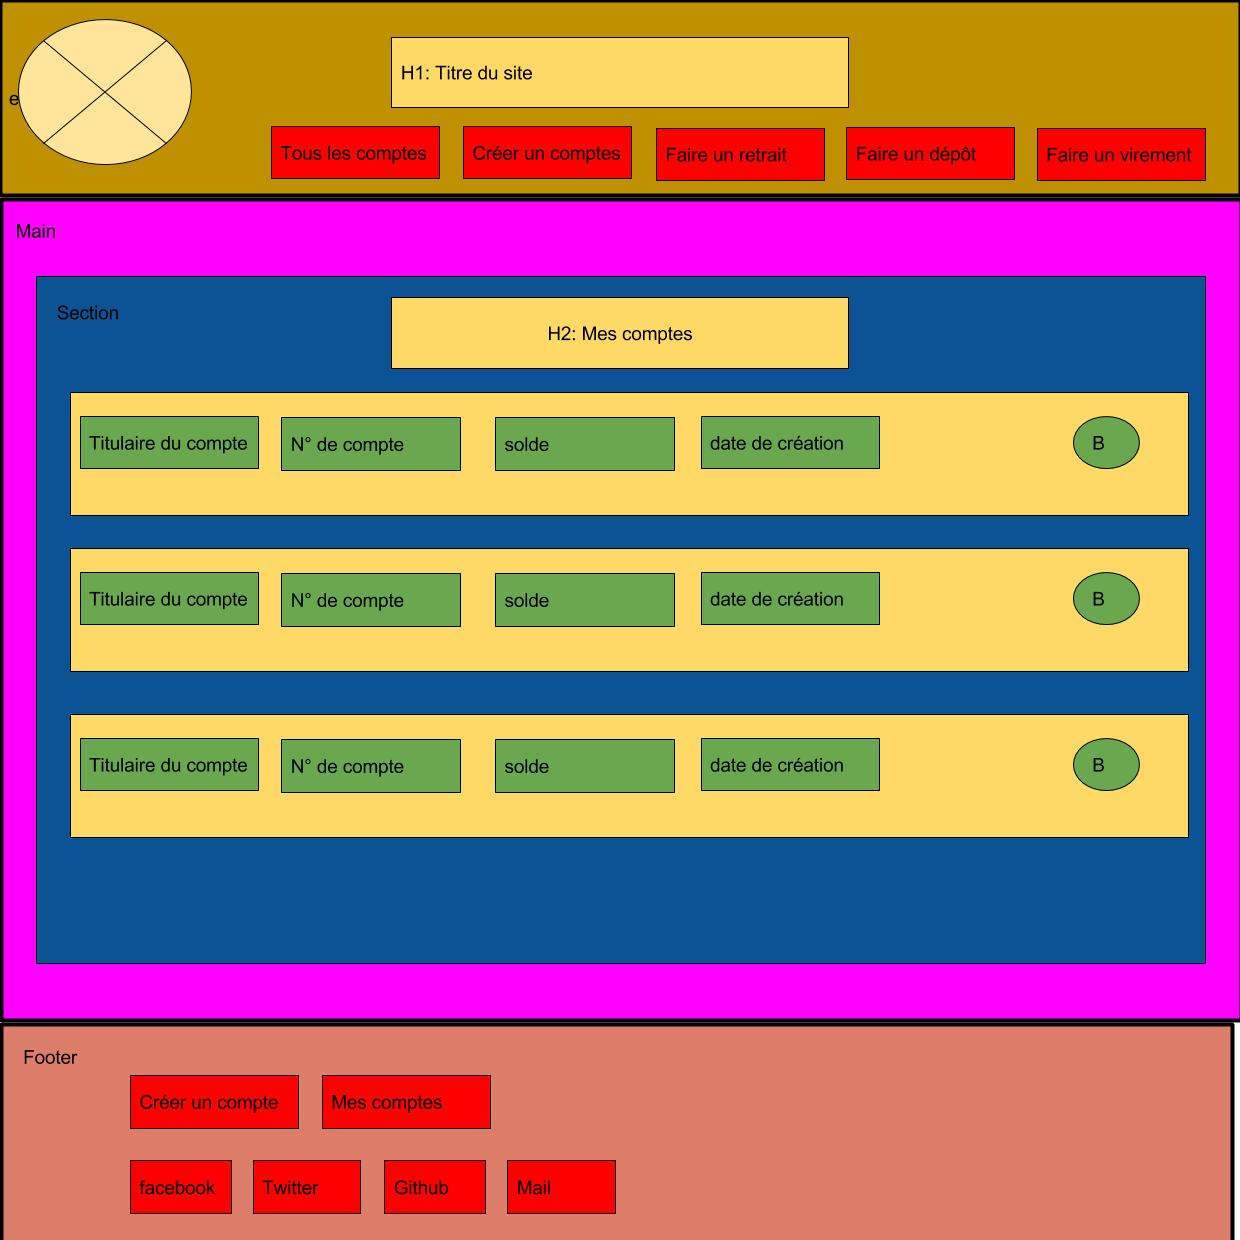 H1: Titre du site
e
Tous les comptes
Créer un comptes
Faire un retrait
Faire un dépôt
Faire un virement
Main
Section
H2: Mes comptes
Titulaire du compte
N° de compte
solde
date de création
B
Titulaire du compte
N° de compte
solde
date de création
B
Titulaire du compte
N° de compte
solde
date de création
B
Footer
Créer un compte
Mes comptes
facebook
Twitter
Github
Mail